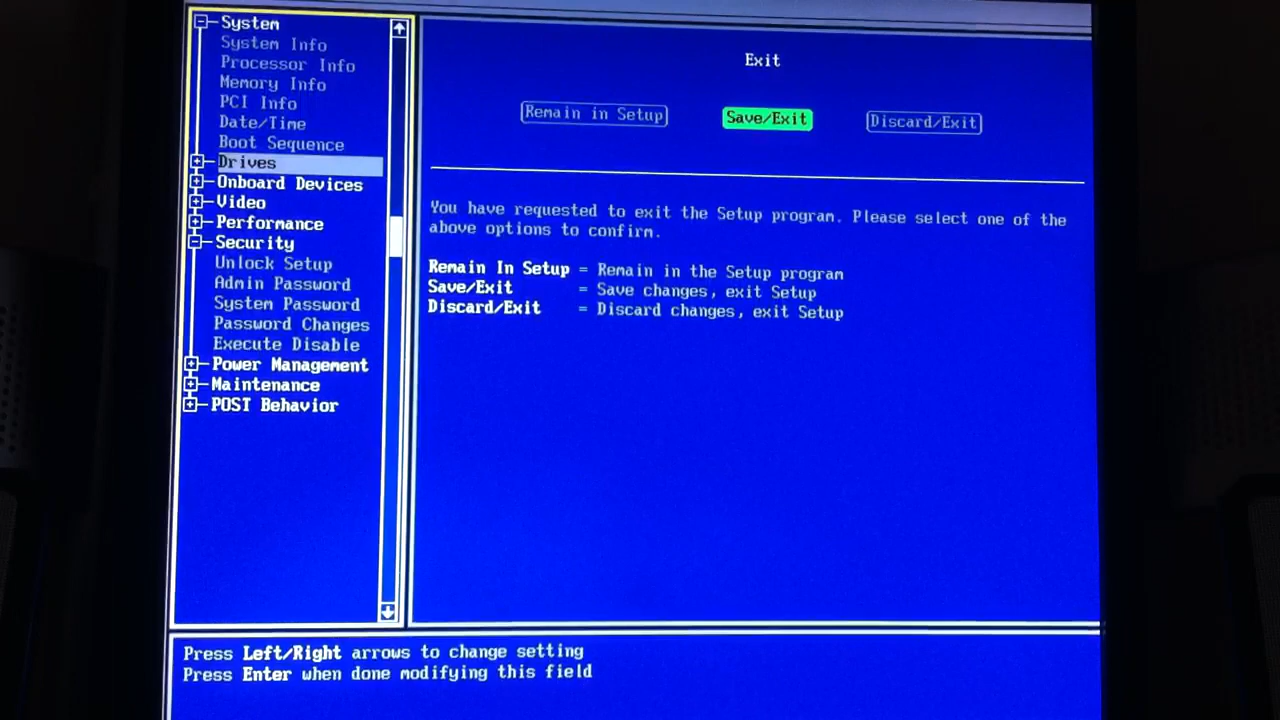 System
System Info
Processor Info
Memory Info
PCI Info
Date/Time
Boot Sequence
Drives
Onboard Devices
Video
Performance
Security
Unlock Setup
Admin Password
System Password
Password Changes
Execute Disable
Power Management
Maintenance
POST Behavior
Exit
Remain in Setup Save/Exit Discard/Exit
You have requested to exit the Setup program. Please select one of the
above options to confirm.
Remain In Setup = Remain in the Setup program
Save/Exit = Save changes, exit Setup
Discard/Exit = Discard changes, exit Setup
Press Left/Right arrows to change setting
Press Enter when done modifying this field